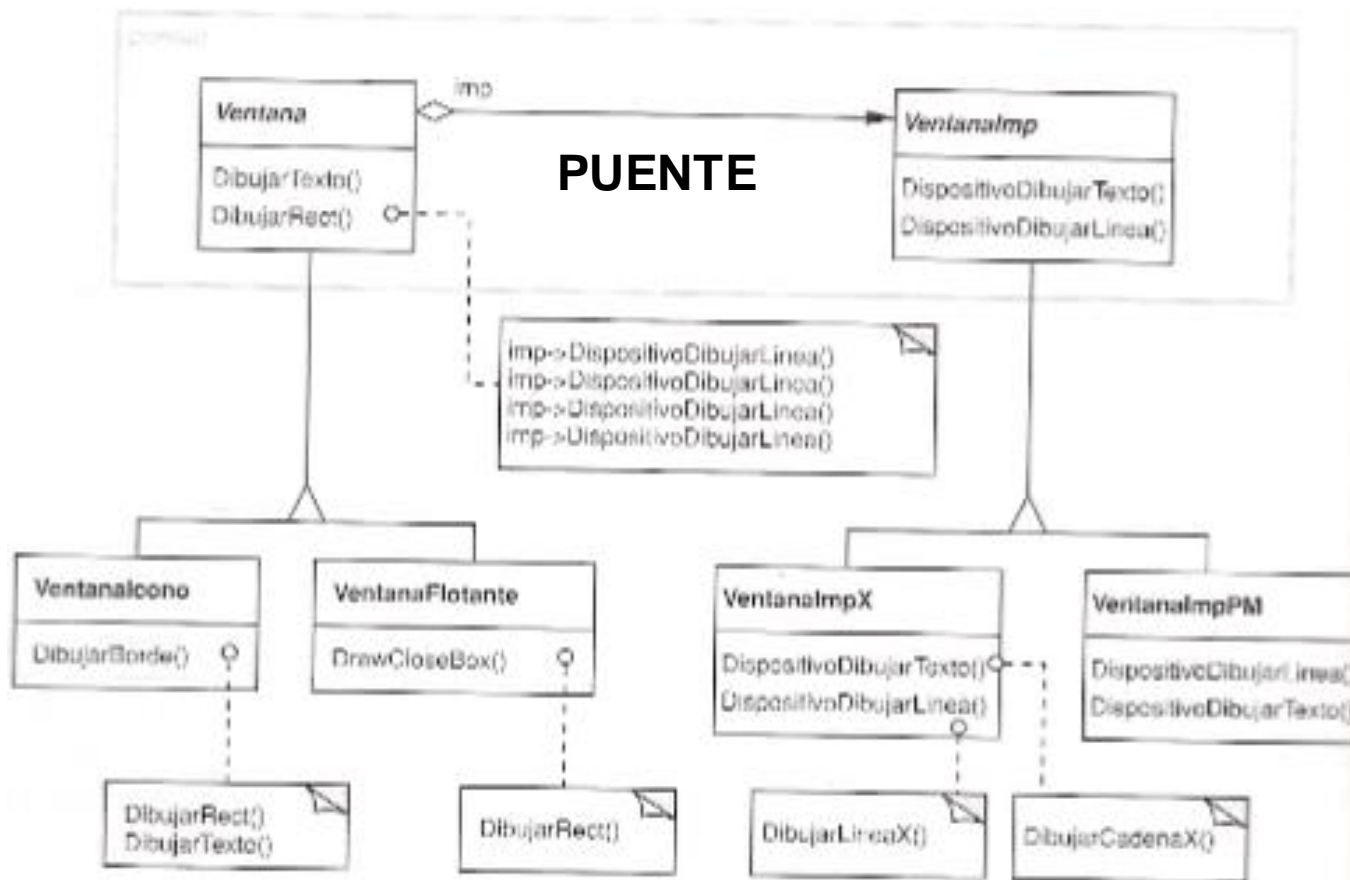 imp
Ventana
VentanaImp
PUENTE
DibujarTexto()
DibujarRect()
DispositivoDibujarTexto()
DispositivoDibujarLinea()
imp->DispositivoDibujarLinea()
imp->DispositivoDibujarLinea()
imp->DispositivoDibujarLinea()
imp->DispositivoDibujarLinea()
VentanaIcono
DibujarBorde()
VentanaFlotante
DrawCloseBox()
VentanaImpX
DispositivoDibujarTexto()
DispositivoDibujarLinea()
VentanaImpPM
DispositivoDibujarLinea()
DispositivoDibujarTexto()
DibujarRect()
DibujarTexto()
DibujarRect()
DibujarLineaX()
DibujarCadenaX()